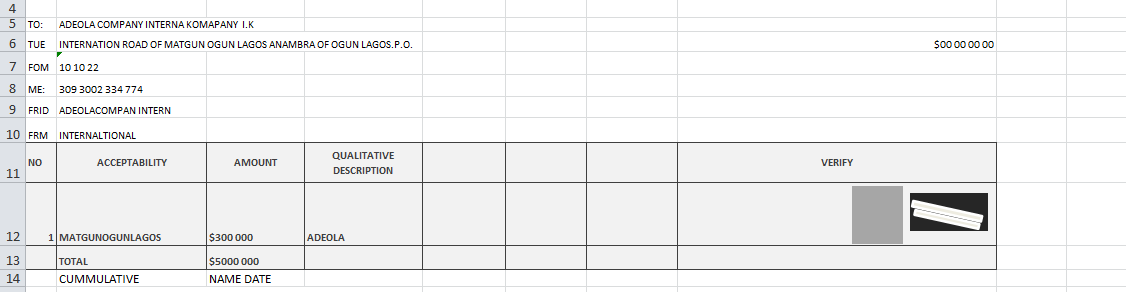 4
5 TO: ADEOLA COMPANY INTERNA KOMAPANY I.K
6 TUE INTERNATION ROAD OF MATGUN OGUN LAGOS ANAMBRA OF OGUN LAGOS.P.O. $00 00 00 00
7 FOM 10 10 22
8 ME: 309 3002 334 774
9 FRID ADEOLACOMPAN INTERN
10 FRM INTERNALTIONAL
11 NO ACCEPTABILITY AMOUNT QUALITATIVE DESCRIPTION VERIFY
12 1 MATGUNOGUNLAGOS $300 000 ADEOLA
13 TOTAL $5000 000
14 CUMMULATIVE NAME DATE